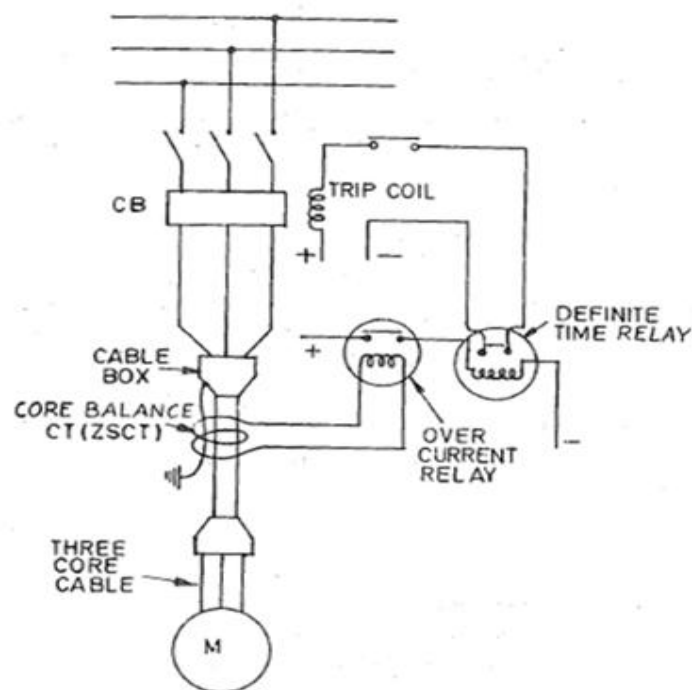 CB
TRIP COIL
+
—
DEFINITE
TIME RELAY
+
CABLE
BOX
CORE BALANCE
CT (ZSCT)
OVER
CURRENT
RELAY
—
THREE
CORE
CABLE
M